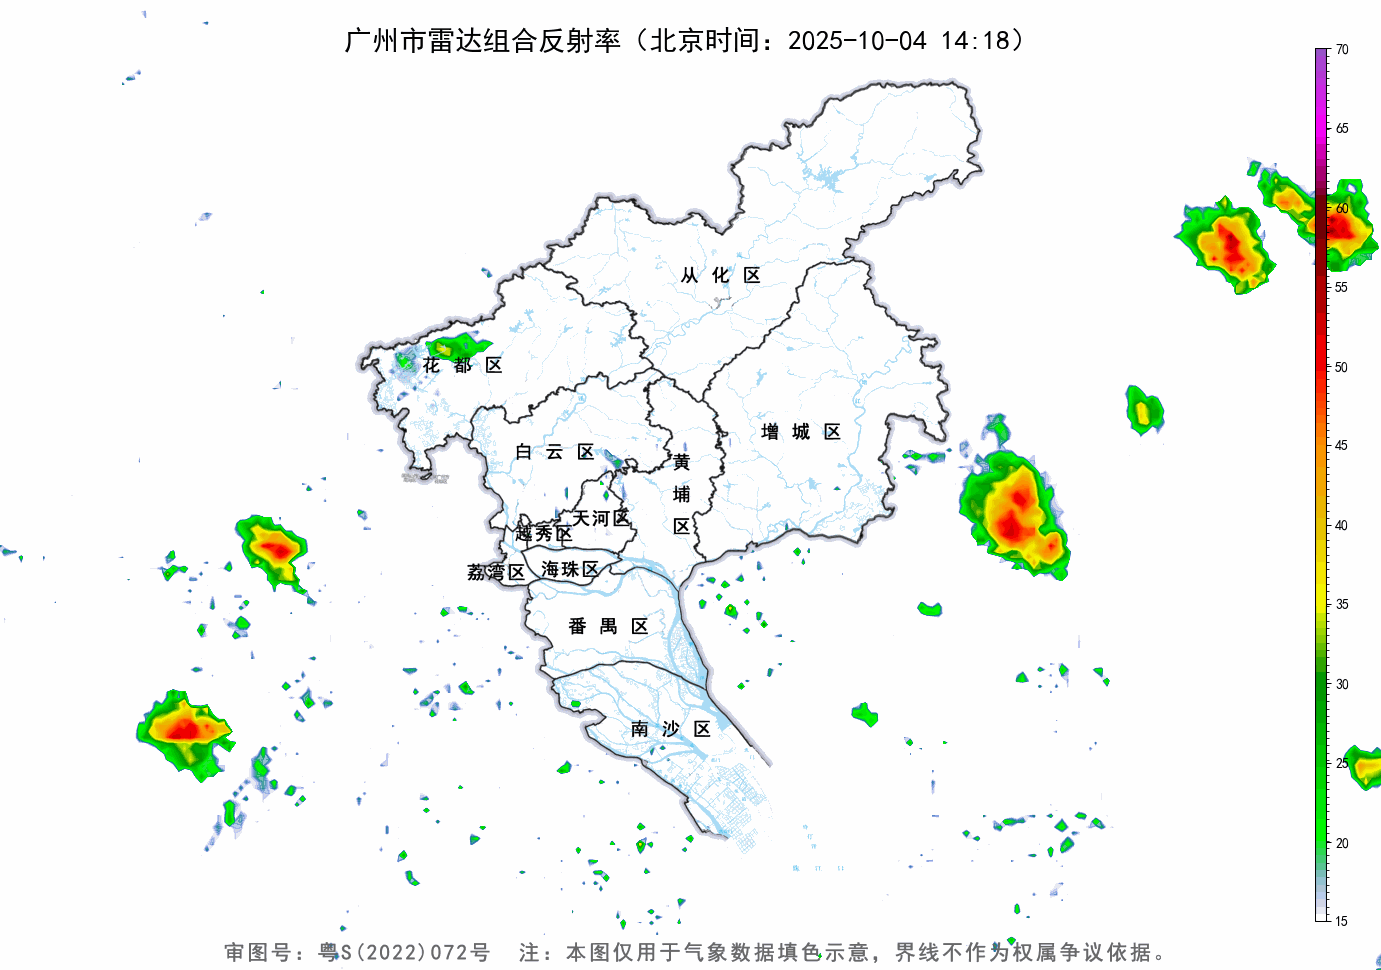 广州市雷达组合反射率（北京时间：2025-10-04 14:18）
70
65
60
55
50
45
40
35
30
25
20
15
从化区
花都区
增城区
白云区
黄埔区
天河区
越秀区
海珠区
荔湾区
番禺区
南沙区
审图号：粤S(2022)072号 注：本图仅用于气象数据填色示意，界线不作为权属争议依据。